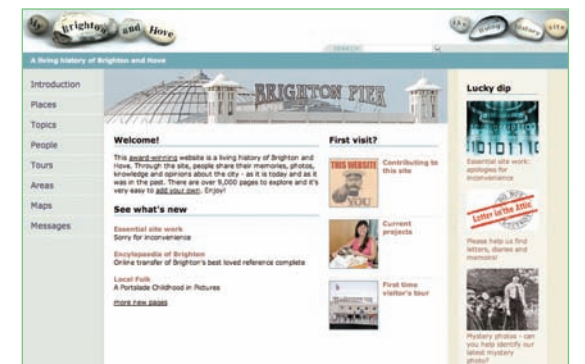 My Brighton and Hove
the living history site
SEARCH
A living history of Brighton and Hove
Introduction
Places
Topics
People
Tours
Areas
Maps
Messages
BRIGHTON PIER
Welcome!
This award-winning website is a living history of Brighton and
Hove. Through the site, people share their memories, photos,
knowledge and opinions about the city - as it is today and as it
was in the past. There are over 9,000 pages to explore and it's
very easy to add your own. Enjoy!
See what's new
Essential site work
Sorry for inconvenience
Encyclopaedia of Brighton
Online transfer of Brighton's best loved reference complete
Local Folk
A Portslade Childhood in Pictures
more new pages
First visit?
THIS WEBSITE
YOU
Contributing to
this site
Current
projects
First time
visitor's tour
Lucky dip
Essential site work:
apologies for
inconvenience
Letter in the Attic
Please help us find
letters, diaries and
memoirs!
Mystery photos - can
you help identify our
latest mystery
photo?